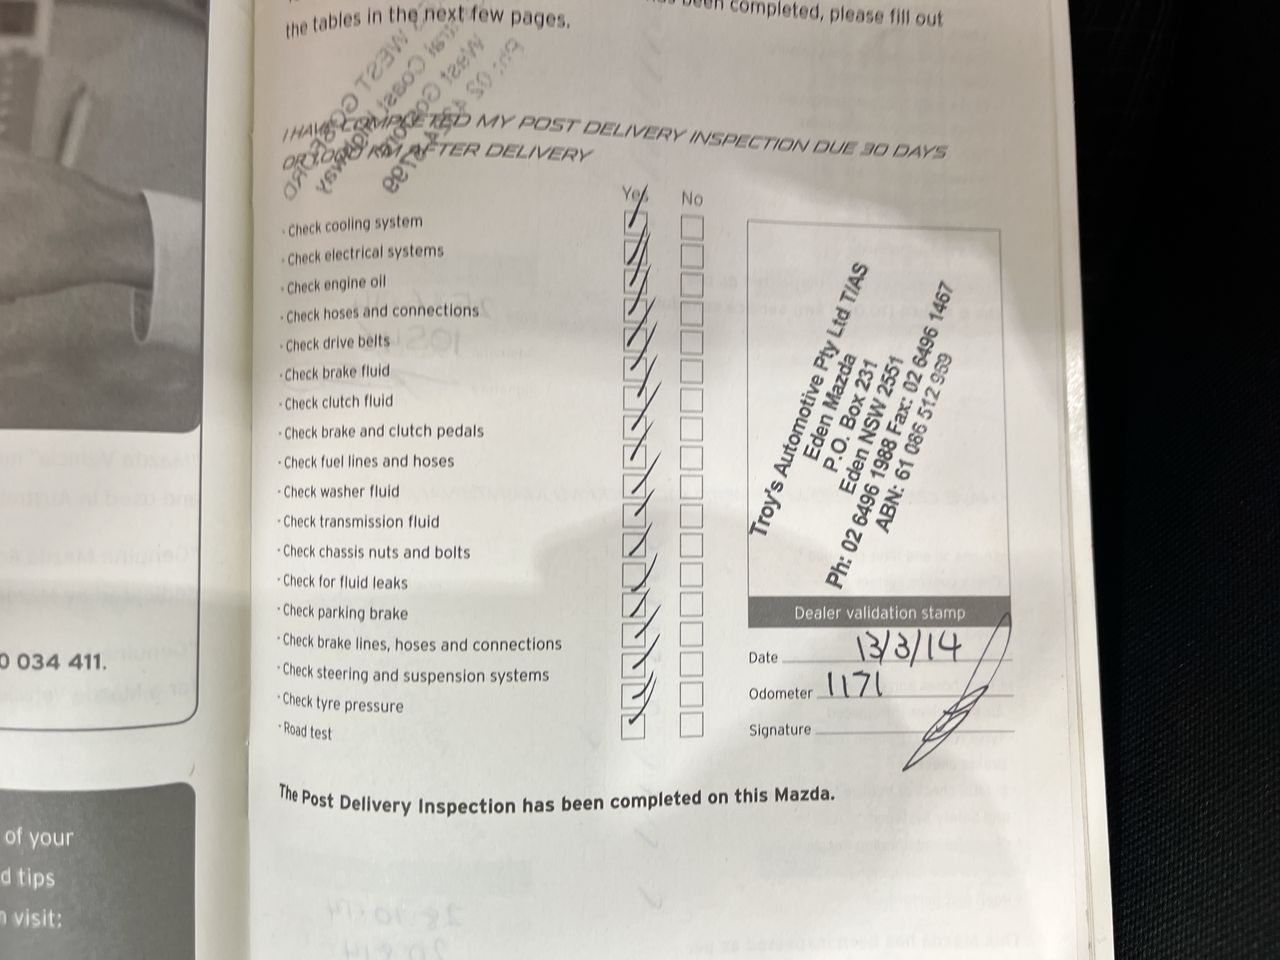 been completed, please fill out
the tables in the next few pages.
I HAVE COMPLETED MY POST DELIVERY INSPECTION DUE 30 DAYS
OR 1,000 KM AFTER DELIVERY
Yes No
· Check cooling system
· Check electrical systems
· Check engine oil
· Check hoses and connections
· Check drive belts
· Check brake fluid
· Check clutch fluid
· Check brake and clutch pedals
· Check fuel lines and hoses
· Check washer fluid
· Check transmission fluid
· Check chassis nuts and bolts
· Check for fluid leaks
· Check parking brake
· Check brake lines, hoses and connections
· Check steering and suspension systems
· Check tyre pressure
· Road test
Troy's Automotive Pty Ltd T/AS
Eden Mazda
P.O. Box 231
Eden NSW 2551
Ph: 02 6496 1988 Fax: 02 6496 1467
ABN: 61 086 512 969
Dealer validation stamp
Date 13/3/14
Odometer 1171
Signature
The Post Delivery Inspection has been completed on this Mazda.
0 034 411.
of your
d tips
visit: